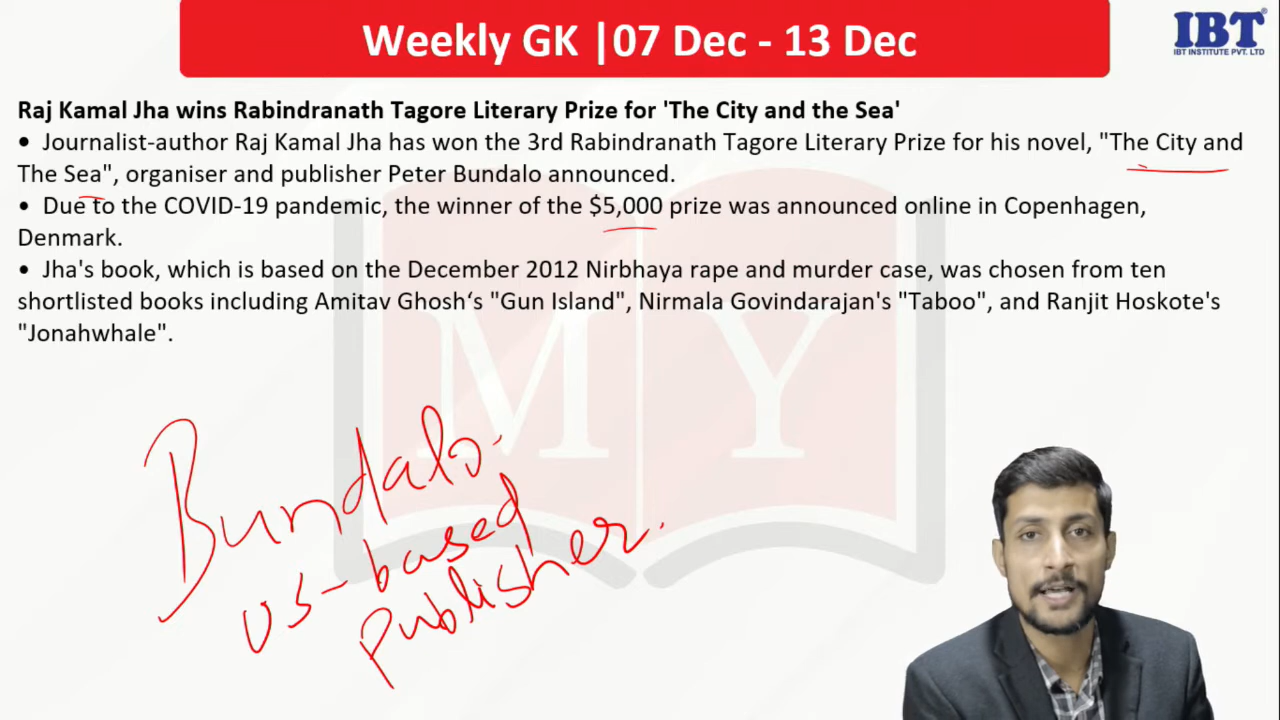 Weekly GK |07 Dec - 13 Dec
IBT
IBT INSTITUTE PVT. LTD
Raj Kamal Jha wins Rabindranath Tagore Literary Prize for 'The City and the Sea'
• Journalist-author Raj Kamal Jha has won the 3rd Rabindranath Tagore Literary Prize for his novel, "The City and
The Sea", organiser and publisher Peter Bundalo announced.
• Due to the COVID-19 pandemic, the winner of the $5,000 prize was announced online in Copenhagen,
Denmark.
• Jha's book, which is based on the December 2012 Nirbhaya rape and murder case, was chosen from ten
shortlisted books including Amitav Ghosh‘s "Gun Island", Nirmala Govindarajan's "Taboo", and Ranjit Hoskote's
"Jonahwhale".
M Y
Bundalo.
US-based
Publisher.